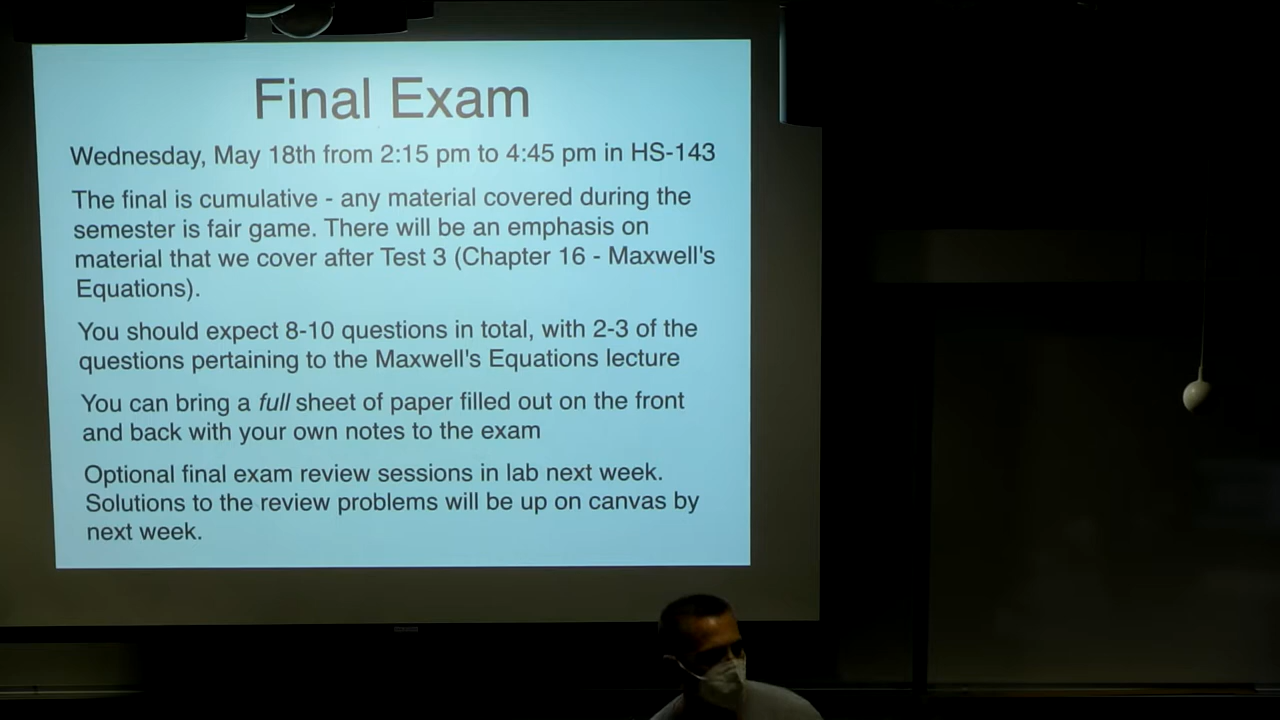 Final Exam
Wednesday, May 18th from 2:15 pm to 4:45 pm in HS-143
The final is cumulative - any material covered during the
semester is fair game. There will be an emphasis on
material that we cover after Test 3 (Chapter 16 - Maxwell's
Equations).
You should expect 8-10 questions in total, with 2-3 of the
questions pertaining to the Maxwell's Equations lecture
You can bring a full sheet of paper filled out on the front
and back with your own notes to the exam
Optional final exam review sessions in lab next week.
Solutions to the review problems will be up on canvas by
next week.